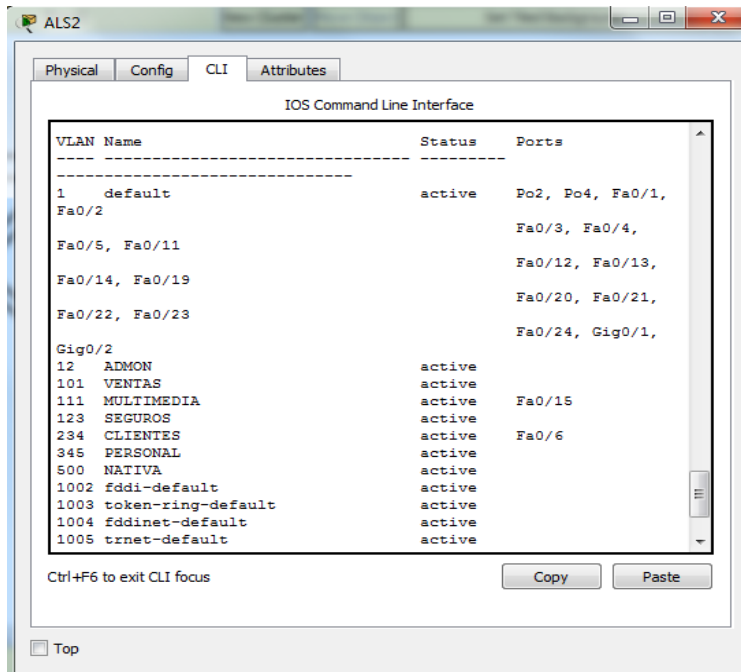 ALS2
Physical Config CLI Attributes
IOS Command Line Interface
VLAN Name                             Status    Ports
---- -------------------------------- --------- -------------------------------
1    default                          active    Po2, Po4, Fa0/1,
Fa0/2
                                                Fa0/3, Fa0/4,
Fa0/5, Fa0/11
                                                Fa0/12, Fa0/13,
Fa0/14, Fa0/19
                                                Fa0/20, Fa0/21,
Fa0/22, Fa0/23
                                                Fa0/24, Gig0/1,
Gig0/2
12   ADMON                            active
101  VENTAS                           active
111  MULTIMEDIA                       active    Fa0/15
123  SEGUROS                          active
234  CLIENTES                         active    Fa0/6
345  PERSONAL                         active
500  NATIVA                           active
1002 fddi-default                     active
1003 token-ring-default               active
1004 fddinet-default                  active
1005 trnet-default                    active
Ctrl+F6 to exit CLI focus Copy Paste
Top